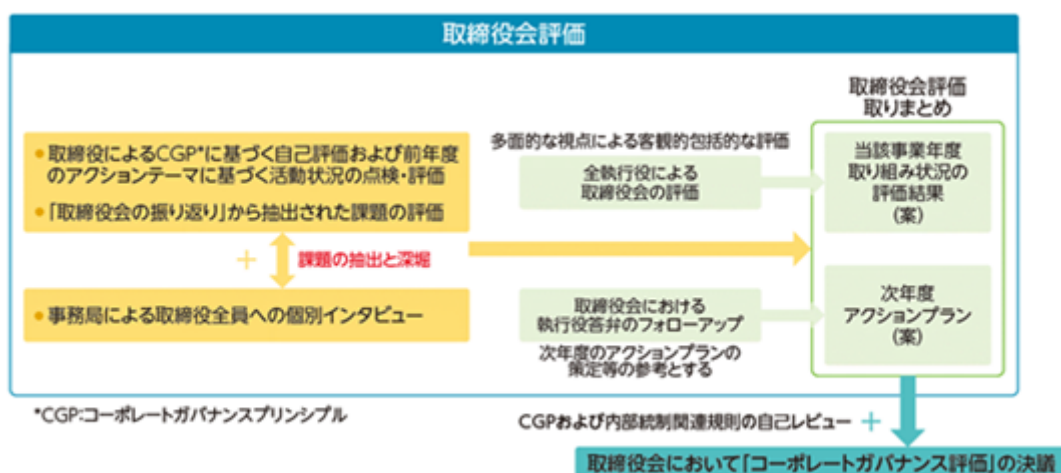 取締役会評価
取締役会評価
取りまとめ
●取締役によるCGP*に基づく自己評価および前年度
のアクションテーマに基づく活動状況の点検・評価
●「取締役会の振り返り」から抽出された課題の評価
+
課題の抽出と深堀
●事務局による取締役全員への個別インタビュー
多面的な視点による客観的包括的な評価
全執行役による
取締役会の評価
取締役会における
執行役答弁のフォローアップ
次年度のアクションプランの
策定等の参考とする
当該事業年度
取り組み状況の
評価結果
(案)
次年度
アクションプラン
(案)
*CGP:コーポレートガバナンスプリンシプル
CGPおよび内部統制関連規則の自己レビュー +
取締役会において「コーポレートガバナンス評価」の決議